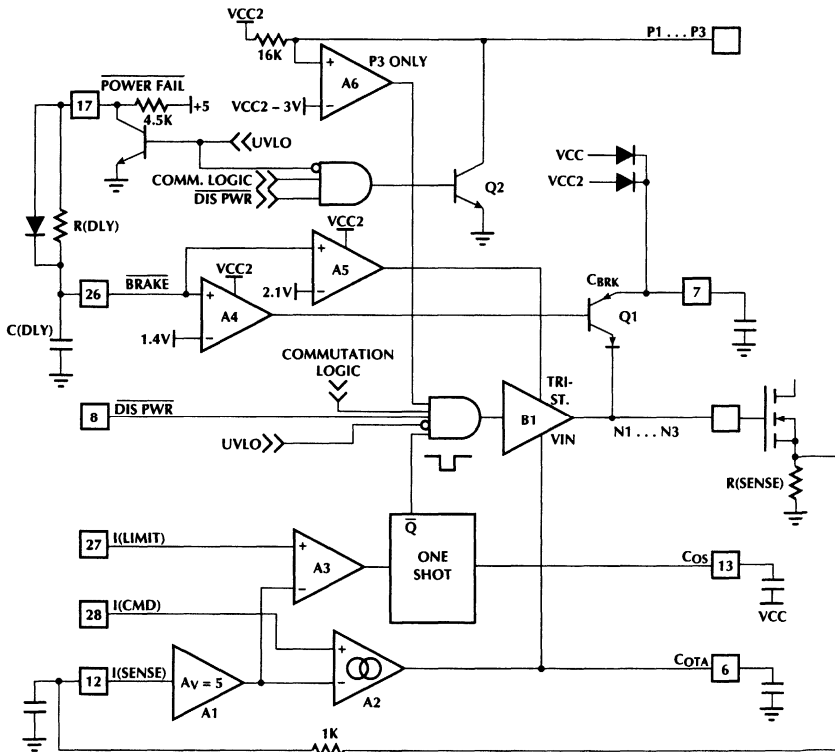 VCC2
16K
P1 . . . P3
+
A6
−
P3 ONLY
VCC2 – 3V
POWER FAIL
17
+5
4.5K
UVLO
COMM. LOGIC
DIS PWR
Q2
VCC
VCC2
R(DLY)
VCC2
+
A5
−
2.1V
26
BRAKE
VCC2
+
A4
−
1.4V
CBRK
7
Q1
C(DLY)
COMMUTATION
LOGIC
TRI-
ST.
8
DIS PWR
B1
VIN
N1 . . . N3
UVLO
R(SENSE)
Q
27
I(LIMIT)
+
A3
−
ONE
SHOT
COS
13
VCC
28
I(CMD)
+
A2
−
COTA
6
12
I(SENSE)
AV = 5
A1
1K